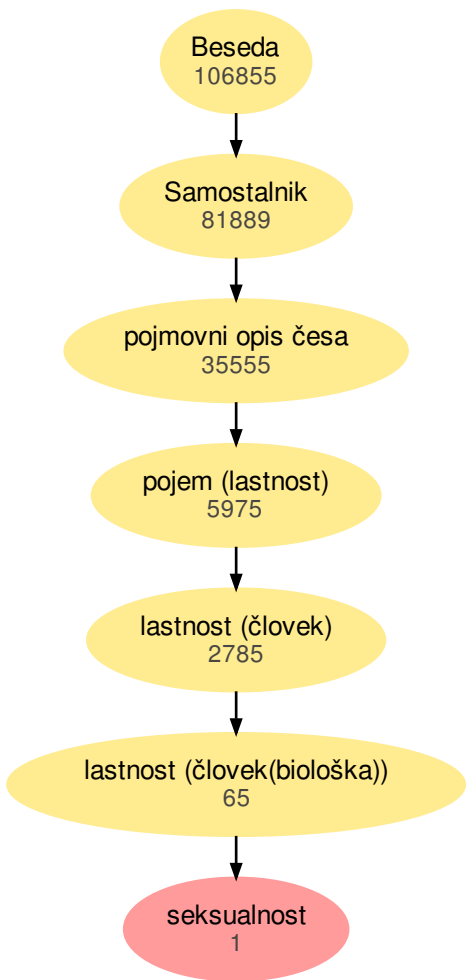 Beseda
106855
Samostalnik
81889
pojmovni opis česa
35555
pojem (lastnost)
5975
lastnost (človek)
2785
lastnost (človek(biološka))
65
seksualnost
1